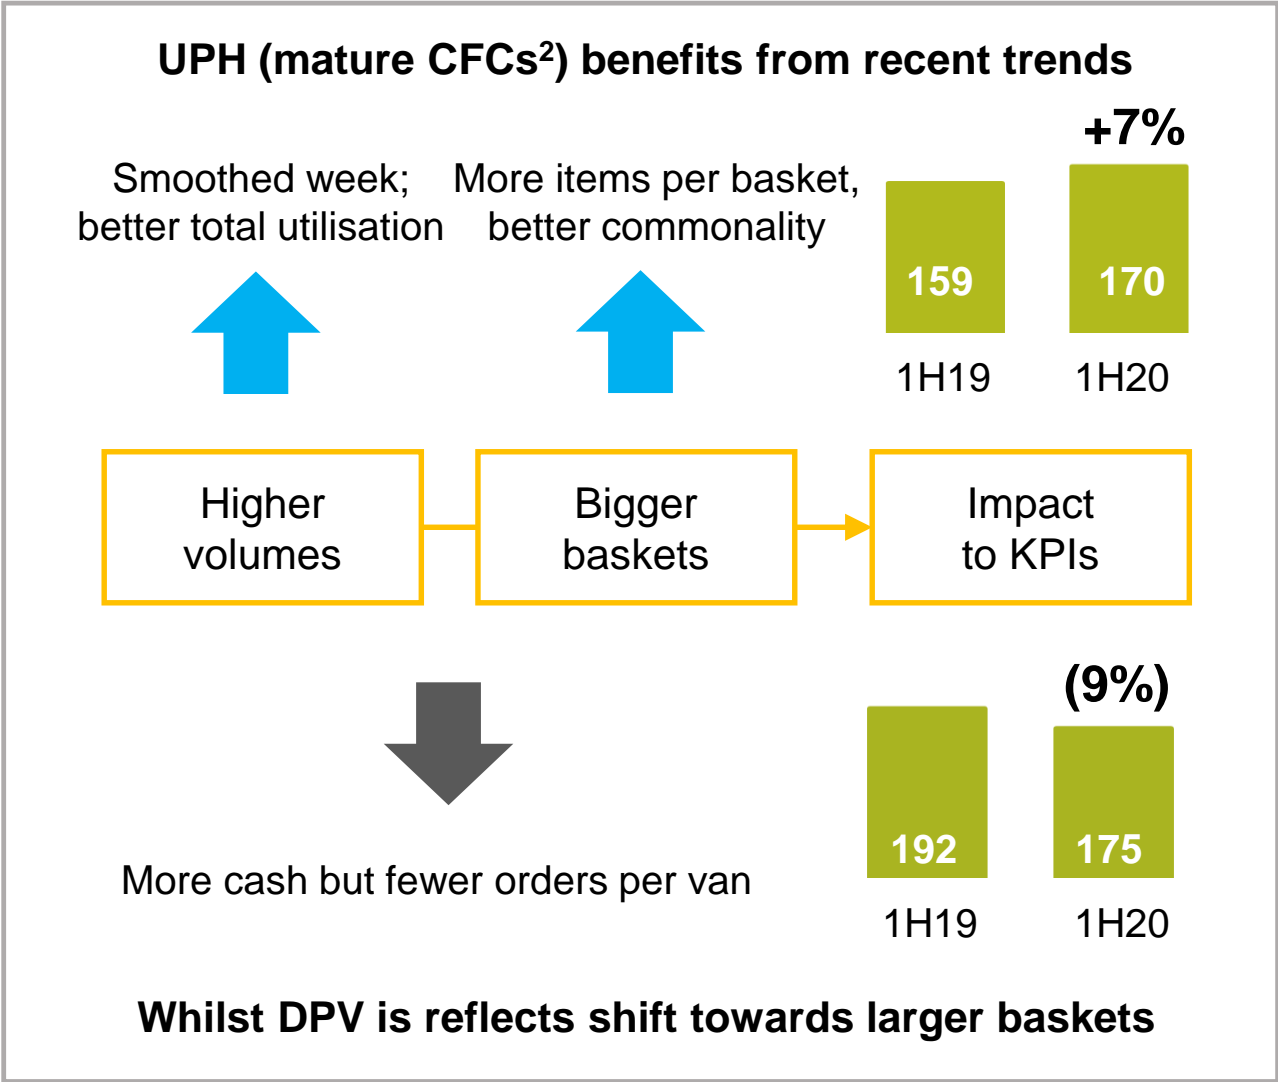 UPH (mature CFCs²) benefits from recent trends
Smoothed week;
better total utilisation
More items per basket,
better commonality
+7%
159
170
1H19
1H20
Higher
volumes
Bigger
baskets
Impact
to KPIs
(9%)
192
175
1H19
1H20
More cash but fewer orders per van
Whilst DPV is reflects shift towards larger baskets